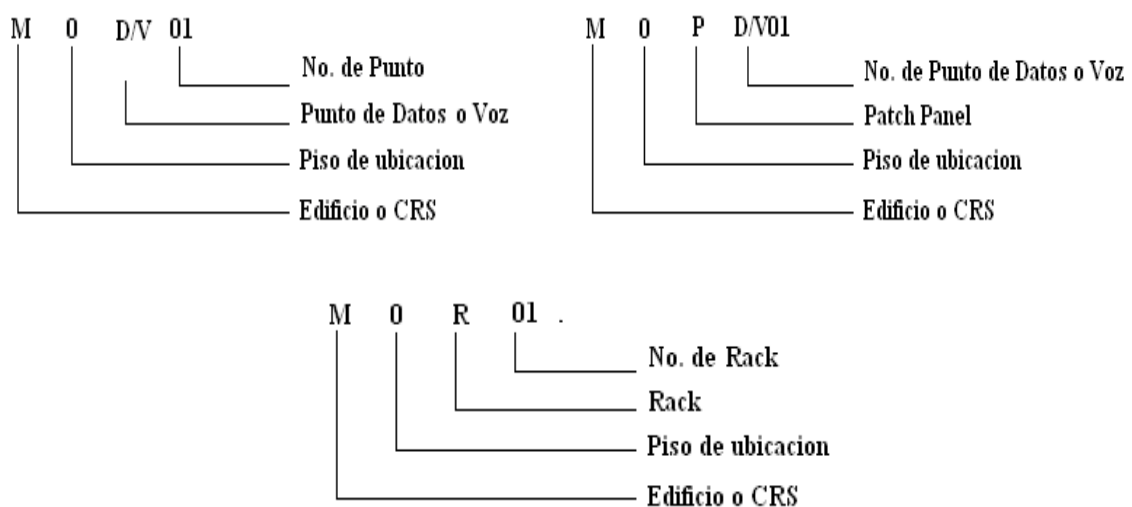 M 0 D/V 01
No. de Punto
Punto de Datos o Voz
Piso de ubicacion
Edificio o CRS
M 0 P D/V01
No. de Punto de Datos o Voz
Patch Panel
Piso de ubicacion
Edificio o CRS
M 0 R 01 .
No. de Rack
Rack
Piso de ubicacion
Edificio o CRS